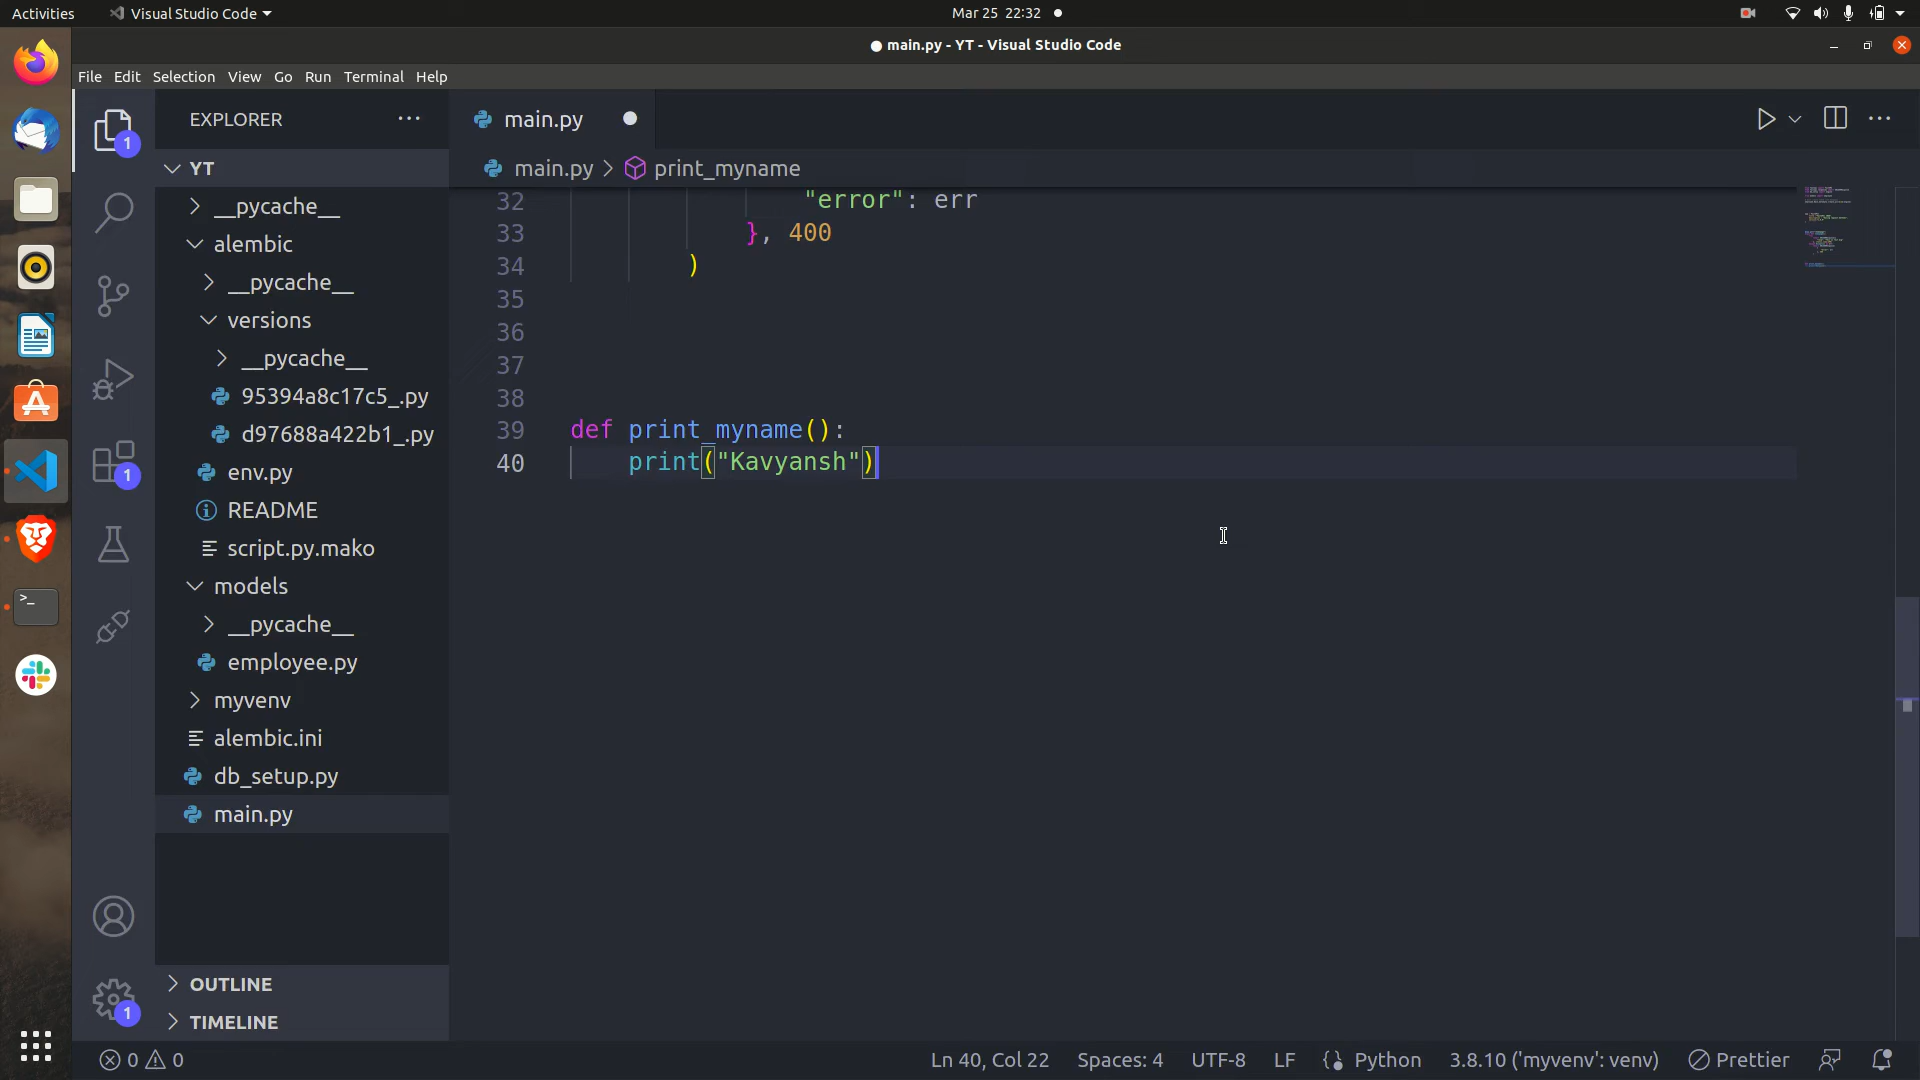 Activities Visual Studio Code Mar 25 22:32
main.py - YT - Visual Studio Code
File Edit Selection View Go Run Terminal Help
EXPLORER ··· main.py ···
1
YT main.py > print_myname
__pycache__
alembic
__pycache__
versions
__pycache__
95394a8c17c5_.py
d97688a422b1_.py
env.py
README
script.py.mako
models
__pycache__
employee.py
myvenv
alembic.ini
db_setup.py
main.py
OUTLINE
TIMELINE
1
1
32 "error": err
33 }, 400
34 )
35
36
37
38
39 def print_myname():
40 print("Kavyansh")
0 0 Ln 40, Col 22 Spaces: 4 UTF-8 LF Python 3.8.10 ('myvenv': venv) Prettier